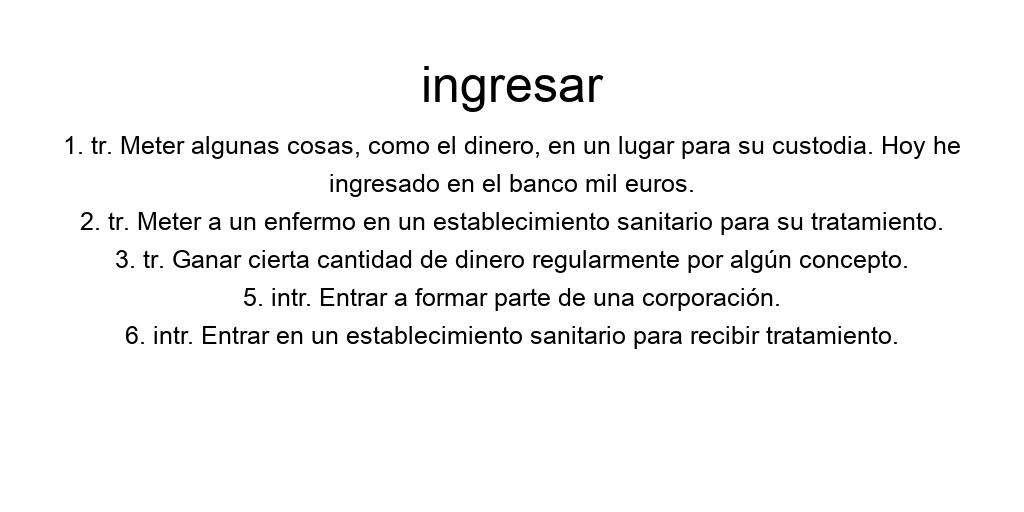 ingresar
1. tr. Meter algunas cosas, como el dinero, en un lugar para su custodia. Hoy he
ingresado en el banco mil euros.
2. tr. Meter a un enfermo en un establecimiento sanitario para su tratamiento.
3. tr. Ganar cierta cantidad de dinero regularmente por algún concepto.
5. intr. Entrar a formar parte de una corporación.
6. intr. Entrar en un establecimiento sanitario para recibir tratamiento.